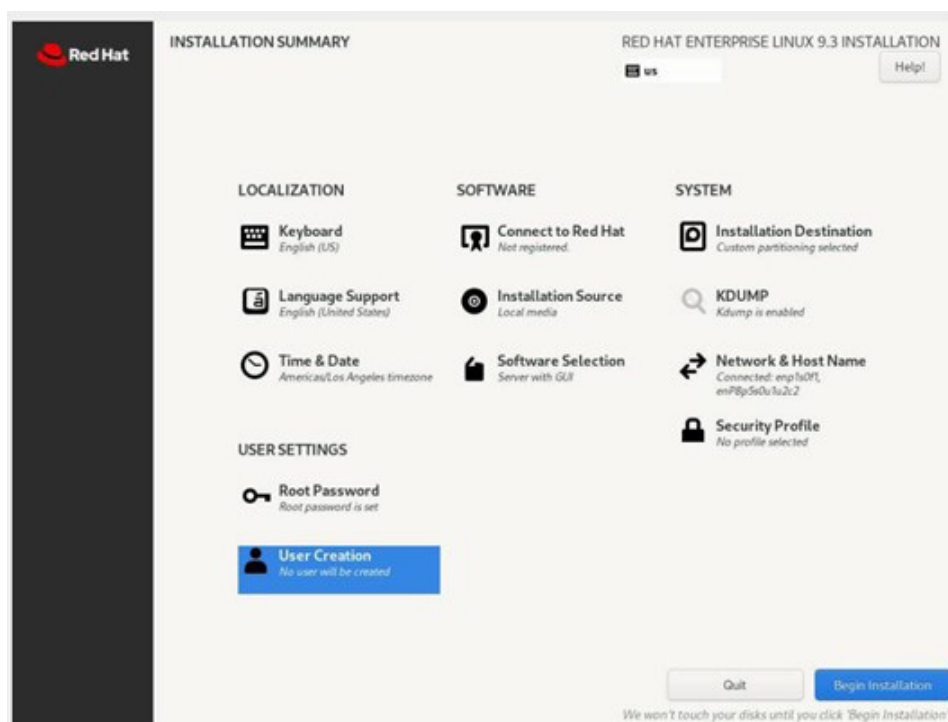 Red Hat
INSTALLATION SUMMARY
RED HAT ENTERPRISE LINUX 9.3 INSTALLATION
us
Help!
LOCALIZATION
Keyboard
English (US)
Language Support
English (United States)
Time & Date
Americas/Los Angeles timezone
SOFTWARE
Connect to Red Hat
Not registered.
Installation Source
Local media
Software Selection
Server with GUI
SYSTEM
Installation Destination
Custom partitioning selected
KDUMP
Kdump is enabled
Network & Host Name
Connected: enp1s0f1,
enP8p5s0u1u2c2
Security Profile
No profile selected
USER SETTINGS
Root Password
Root password is set
User Creation
No user will be created
Quit
Begin Installation
We won't touch your disks until you click 'Begin Installation'